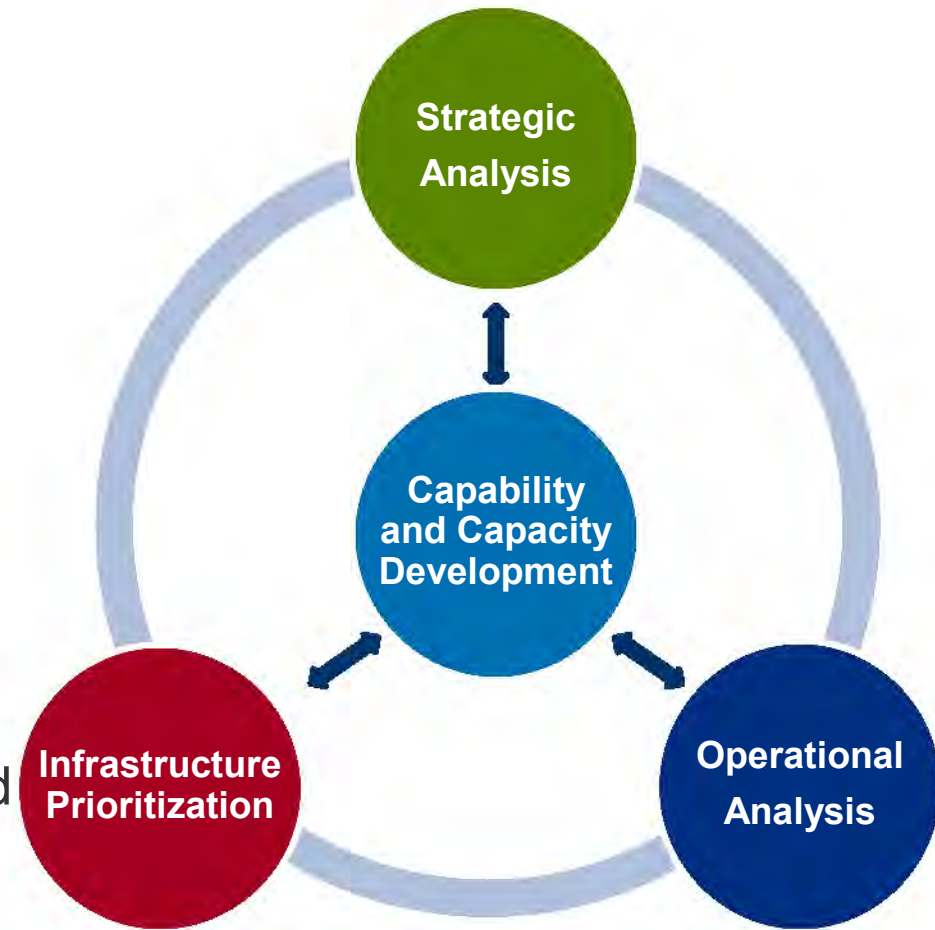 Strategic
Analysis
Capability
and Capacity
Development
d
Infrastructure
Prioritization
Operational
Analysis